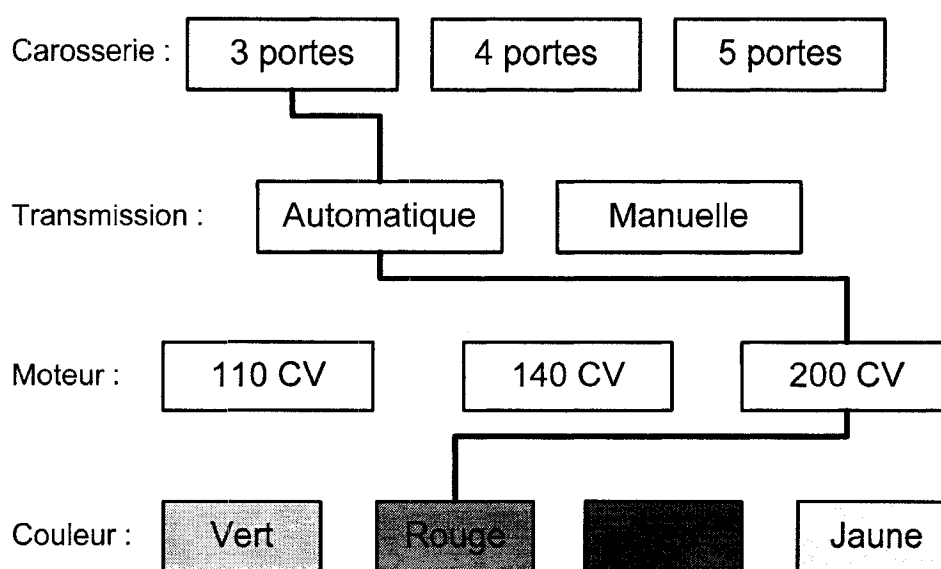 Carosserie : 3 portes 4 portes 5 portes
Transmission : Automatique Manuelle
Moteur : 110 CV 140 CV 200 CV
Couleur : Vert Rouge Jaune